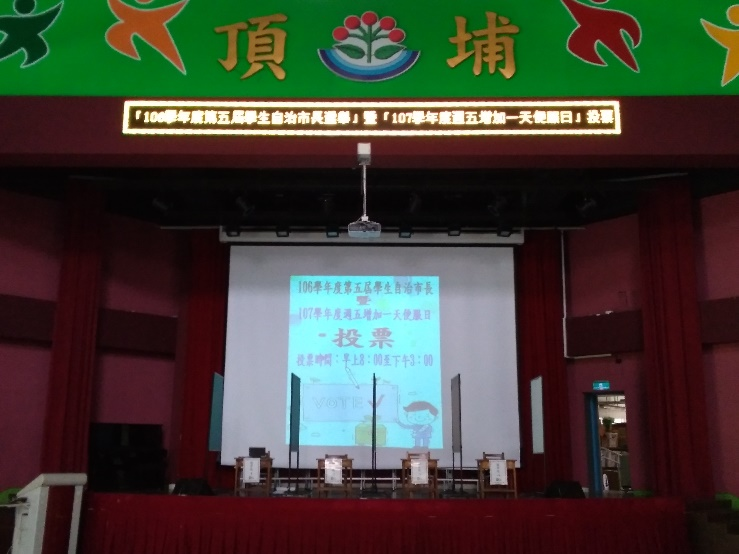 頂埔
『106學年度第五屆學生自治市長選舉』暨『107學年度週五增加一天便服日』投票
106學年度第五屆學生自治市長
暨
107學年度週五增加一天便服日
投票
投票時間：早上8：00至下午3：00
VOTE